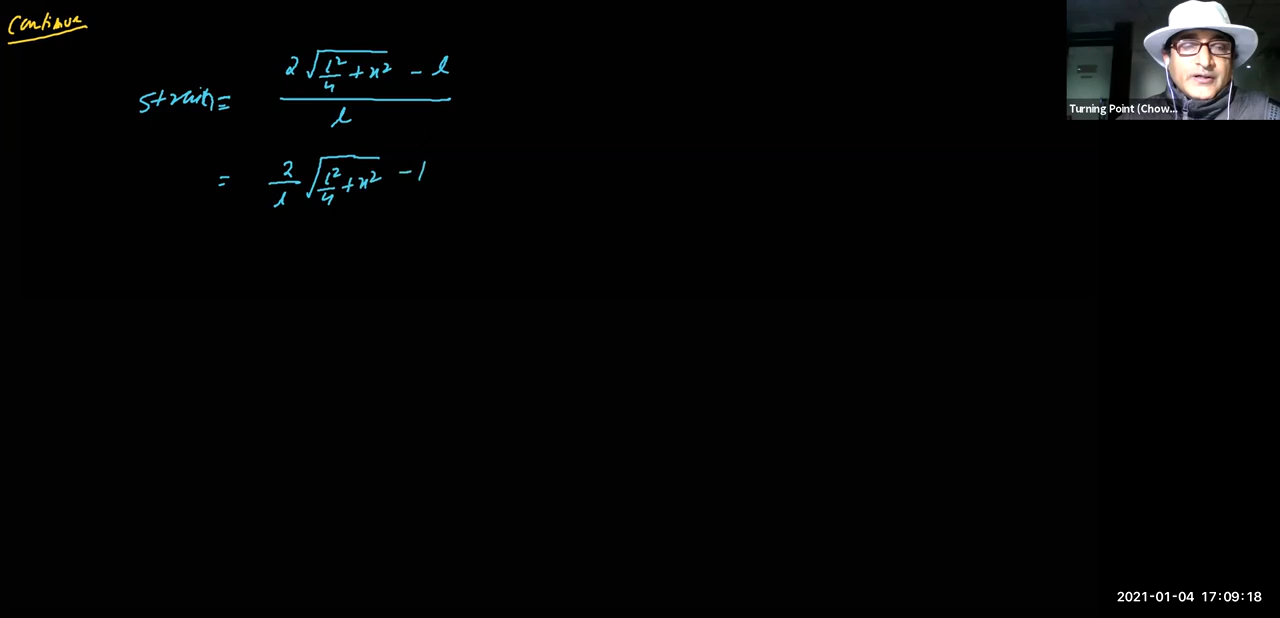 Continue
strain = (2√(l²/4 + x²) - l) / l
= 2/l √(l²/4 + x²) - 1
Turning Point (Chow...
2021-01-04 17:09:18